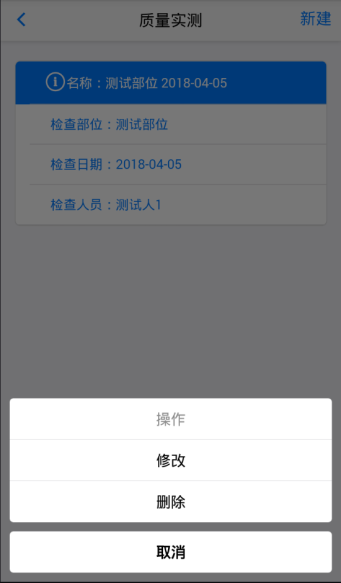 质量实测 新建
名称：测试部位 2018-04-05
检查部位：测试部位
检查日期：2018-04-05
检查人员：测试人1
操作
修改
删除
取消